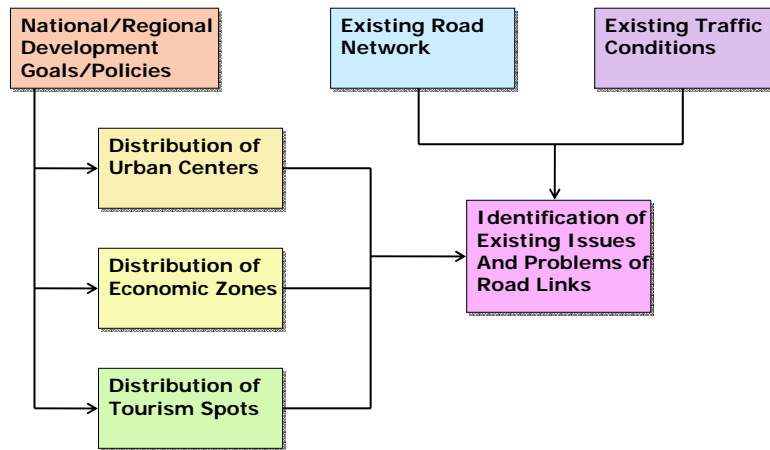 National/Regional
Development
Goals/Policies
Existing Road
Network
Existing Traffic
Conditions
Distribution of
Urban Centers
Identification of
Existing Issues
And Problems of
Road Links
Distribution of
Economic Zones
Distribution of
Tourism Spots